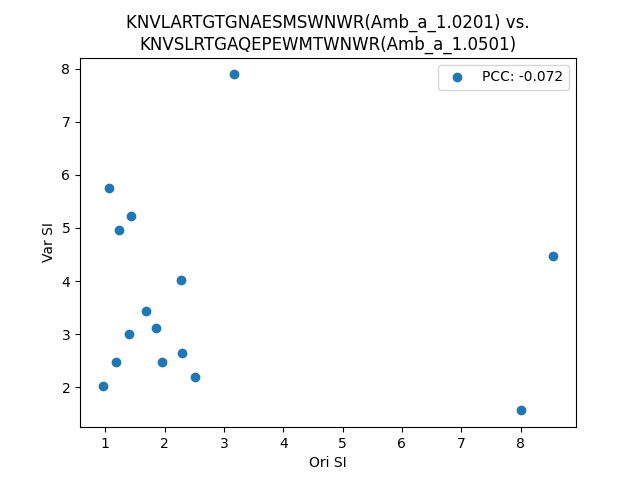 KNVLARTGTGNAESMSWNWR(Amb_a_1.0201) vs.
KNVSLRTGAQEPEWMTWNWR(Amb_a_1.0501)
PCC: -0.072
8
7
6
5
4
3
2
Var SI
1 2 3 4 5 6 7 8
Ori SI